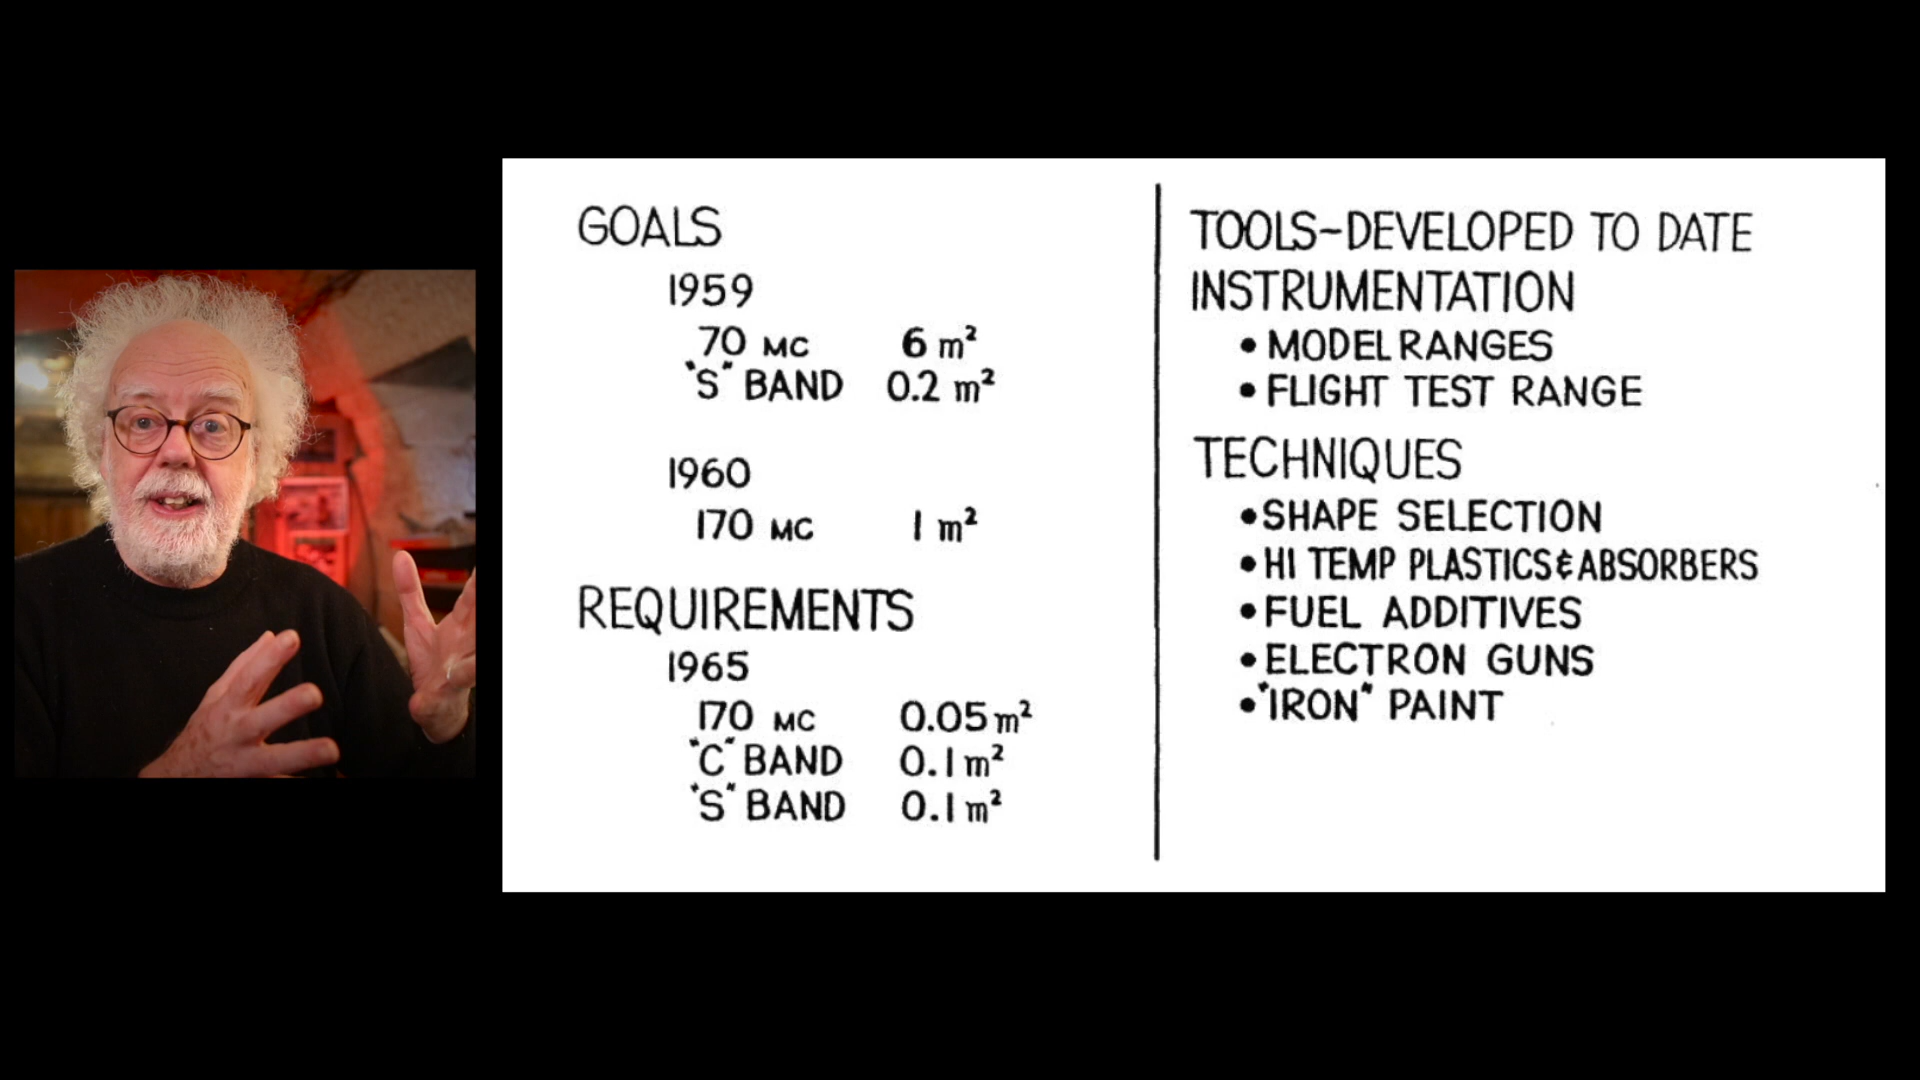 GOALS
1959
70 MC 6 m²
"S" BAND 0.2 m²
1960
170 MC 1 m²
REQUIREMENTS
1965
170 MC 0.05 m²
"C" BAND 0.1 m²
"S" BAND 0.1 m²
TOOLS-DEVELOPED TO DATE
INSTRUMENTATION
• MODEL RANGES
• FLIGHT TEST RANGE
TECHNIQUES
• SHAPE SELECTION
• HI TEMP PLASTICS & ABSORBERS
• FUEL ADDITIVES
• ELECTRON GUNS
• "IRON" PAINT